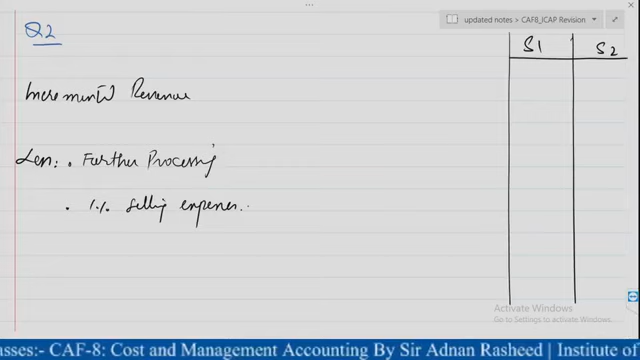 updated notes > CAF8_ICAP Revision
Q2
S1 S2
Incremental Revenue
Less: • Further Processing
• 1% Selling expenses.
Activate Windows
Go to Settings to activate Windows.
asses:- CAF-8: Cost and Management Accounting By Sir Adnan Rasheed | Institute of